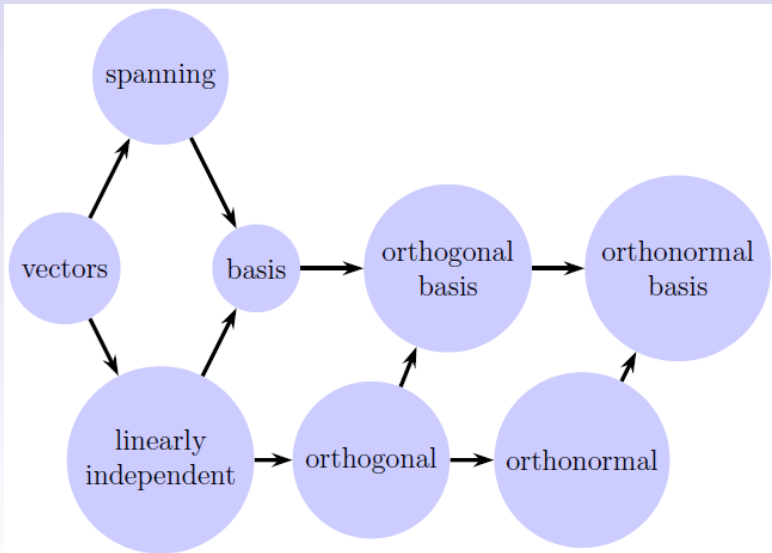 spanning
vectors
basis
orthogonal
basis
orthonormal
basis
linearly
independent
orthogonal
orthonormal